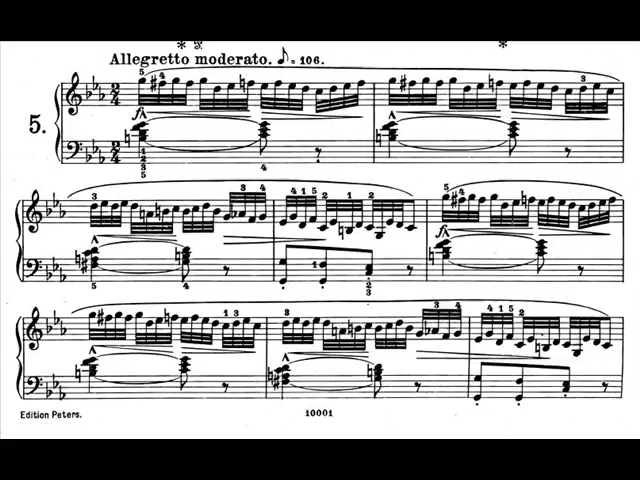 Allegretto moderato. ♪ = 106.
5.
Edition Peters.
10001